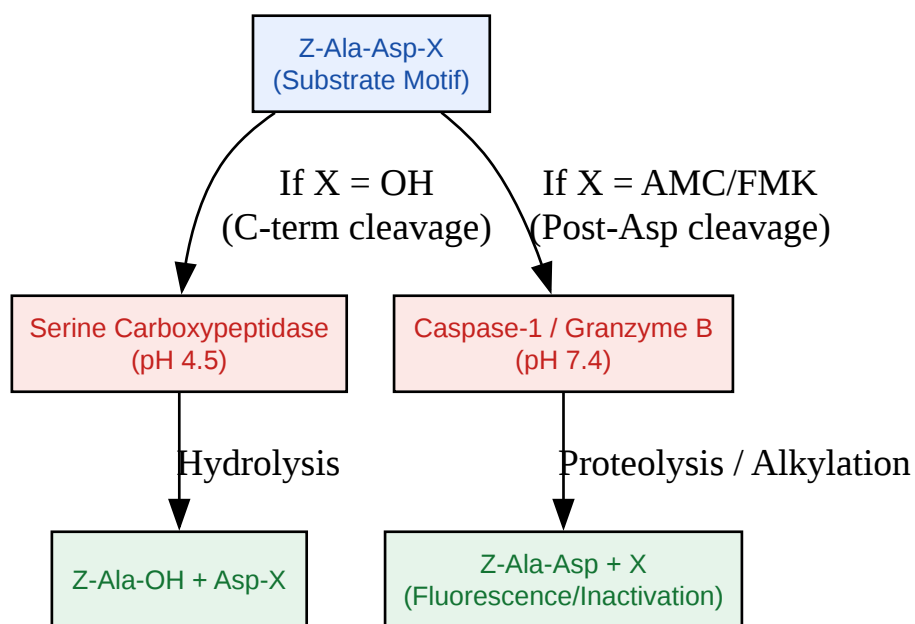 Z-Ala-Asp-X
(Substrate Motif)
If X = OH
(C-term cleavage)
If X = AMC/FMK
(Post-Asp cleavage)
Serine Carboxypeptidase
(pH 4.5)
Caspase-1 / Granzyme B
(pH 7.4)
Hydrolysis
Proteolysis / Alkylation
Z-Ala-OH + Asp-X
Z-Ala-Asp + X
(Fluorescence/Inactivation)